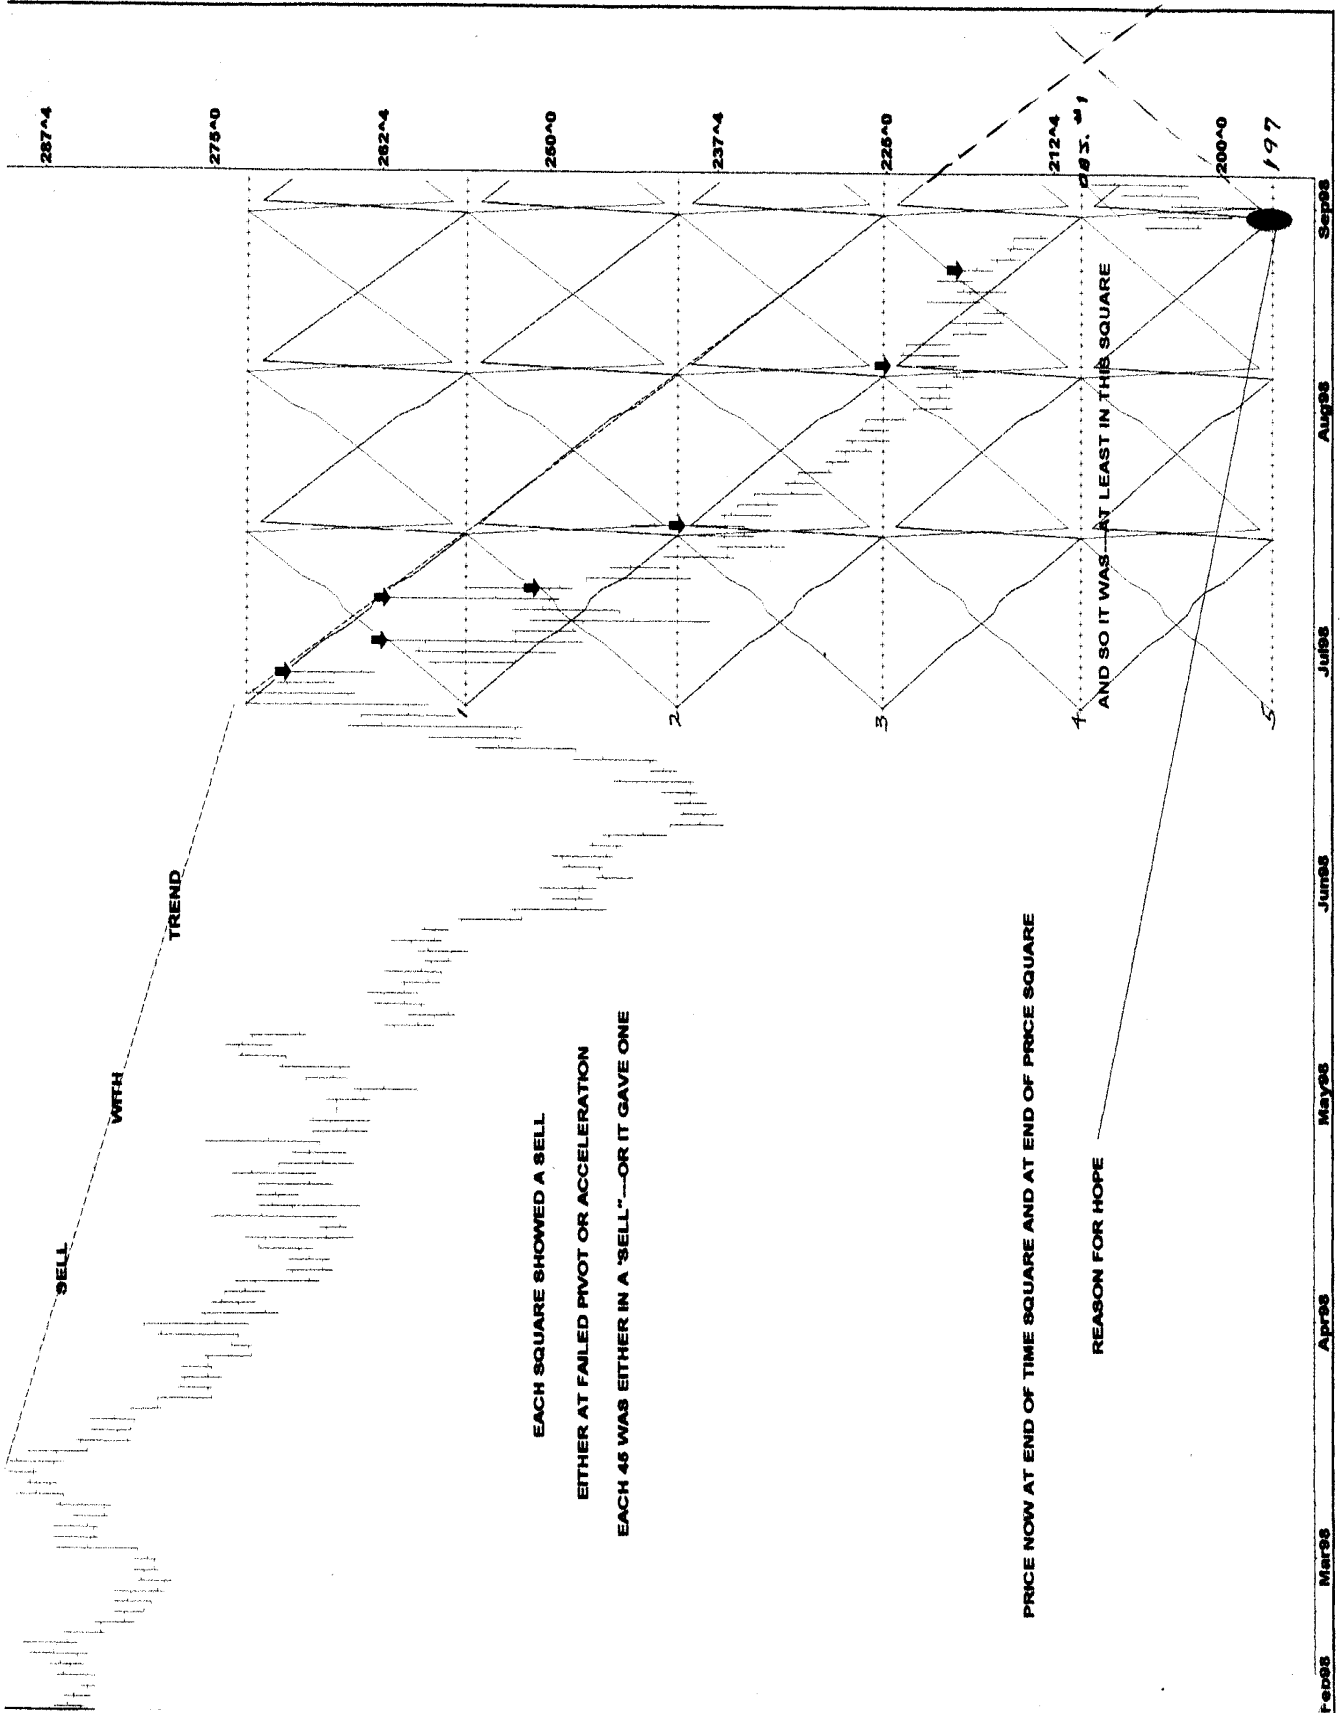 287^4
275^0
262^4
250^0
237^4
225^0
212^4
OBS. #1
200^0
197
SELL WITH TREND
1
2
3
4
5
AND SO IT WAS---AT LEAST IN THIS SQUARE
EACH SQUARE SHOWED A SELL
EITHER AT FAILED PIVOT OR ACCELERATION
EACH 45 WAS EITHER IN A "SELL"---OR IT GAVE ONE
PRICE NOW AT END OF TIME SQUARE AND AT END OF PRICE SQUARE
REASON FOR HOPE
Feb98 Mar98 Apr98 May98 Jun98 Jul98 Aug98 Sep98